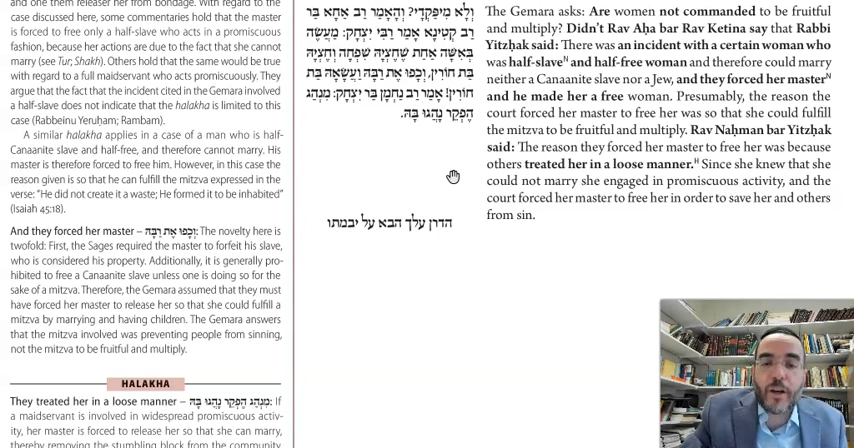 and one them releaser her from bondage. With regard to the
case discussed here, some commentaries hold that the master
is forced to free only a half-slave who acts in a promiscuous
fashion, because her actions are due to the fact that she cannot
marry (see Tur; Shakh). Others hold that the same would be true
with regard to a full maidservant who acts promiscuously. They
argue that the fact that the incident cited in the Gemara involved
a half-slave does not indicate that the halakha is limited to this
case (Rabbeinu Yeruḥam; Rambam).
A similar halakha applies in a case of a man who is half-
Canaanite slave and half-free, and therefore cannot marry. His
master is therefore forced to free him. However, in this case the
reason given is so that he can fulfill the mitzva expressed in the
verse: “He did not create it a waste; He formed it to be inhabited”
(Isaiah 45:18).
And they forced her master – וְכָפוּ אֶת רַבָּהּ: The novelty here is
twofold: First, the Sages required the master to forfeit his slave,
who is considered his property. Additionally, it is generally pro-
hibited to free a Canaanite slave unless one is doing so for the
sake of a mitzva. Therefore, the Gemara assumed that they must
have forced her master to release her so that she could fulfill a
mitzva by marrying and having children. The Gemara answers
that the mitzva involved was preventing people from sinning,
not the mitzva to be fruitful and multiply.
HALAKHA
They treated her in a loose manner – מִנְהַג הֶפְקֵר נָהֲגוּ בָּהּ: If
a maidservant is involved in widespread promiscuous activ-
ity, her master is forced to release her so that she can marry,
thereby removing the stumbling block from the community
וְלָא מִיפַּקְּדִי? וְהָאָמַר רַב אַחָא בַּר
רַב קַטִינָא אָמַר רַבִּי יִצְחָק: מַעֲשֶׂה
בְּאִשָּׁה אַחַת שֶׁחֶצְיָהּ שִׁפְחָה וְחֶצְיָהּ
בַּת חוֹרִין, וְכָפוּ אֶת רַבָּהּ וַעֲשָׂאָהּ בַּת
חוֹרִין! אָמַר רַב נַחְמָן בַּר יִצְחָק: מִנְהַג
הֶפְקֵר נָהֲגוּ בָּהּ.
הדרן עלך הבא על יבמתו
The Gemara asks: Are women not commanded to be fruitful
and multiply? Didn’t Rav Aḥa bar Rav Ketina say that Rabbi
Yitzḥak said: There was an incident with a certain woman who
was half-slaveᴺ and half-free woman and therefore could marry
neither a Canaanite slave nor a Jew, and they forced her masterᴺ
and he made her a free woman. Presumably, the reason the
court forced her master to free her was so that she could fulfill
the mitzva to be fruitful and multiply. Rav Naḥman bar Yitzḥak
said: The reason they forced her master to free her was because
others treated her in a loose manner.ᴴ Since she knew that she
could not marry she engaged in promiscuous activity, and the
court forced her master to free her in order to save her and others
from sin.